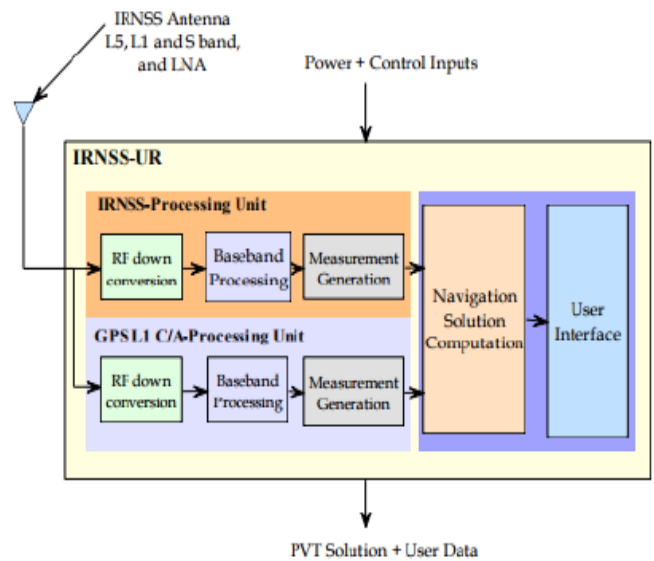 IRNSS Antenna
L5, L1 and S band,
and LNA
Power + Control Inputs
IRNSS-UR
IRNSS-Processing Unit
RF down
conversion
Baseband
Processing
Measurement
Generation
Navigation
Solution
Computation
User
Interface
GPS L1 C/A-Processing Unit
RF down
conversion
Baseband
Processing
Measurement
Generation
PVT Solution + User Data